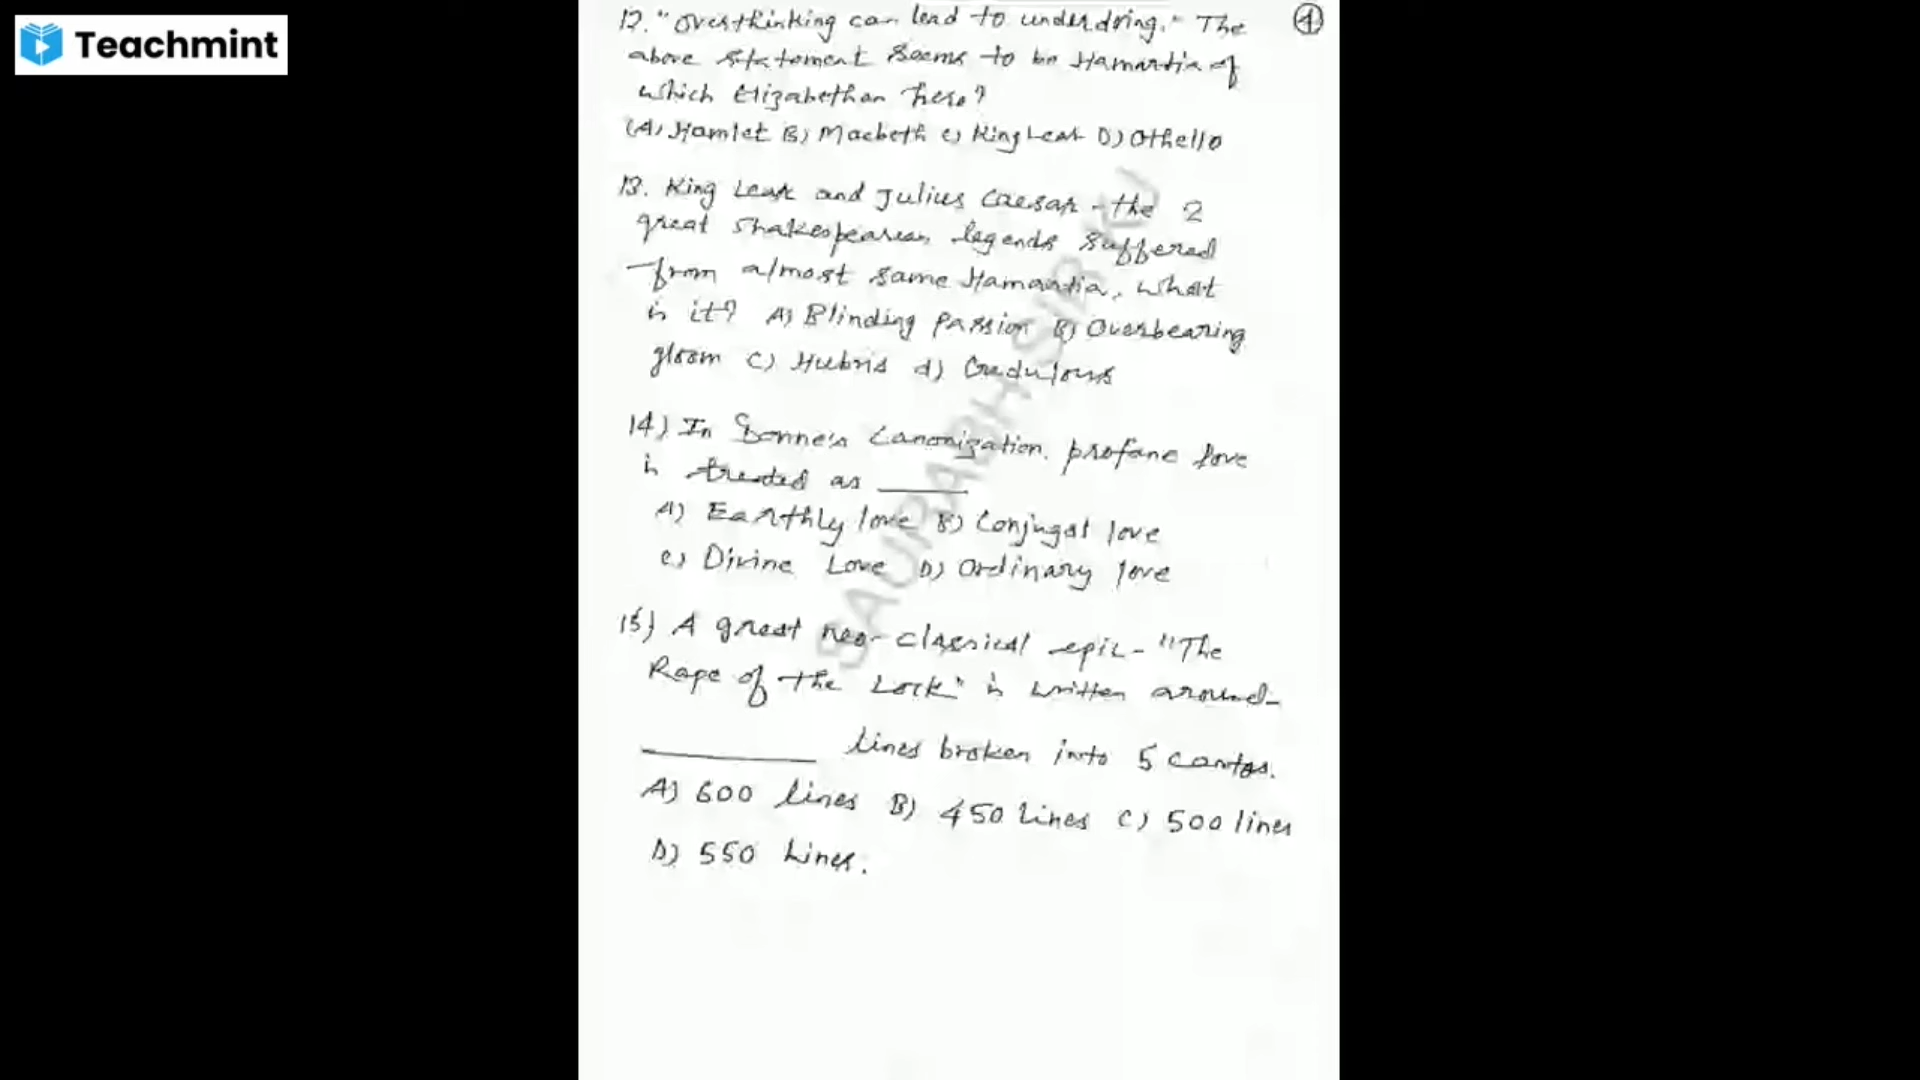 Teachmint
12. "Overthinking can lead to underdoing." The
4
above statement seems to be Hamartia of
which Elizabethan hero?
(A) Hamlet B) Macbeth C) King Lear D) Othello
13. King Lear and Julius Caesar - the 2
great Shakespearean legends suffered
from almost same Hamartia, what
is it? A) Blinding Passion B) Overbearing
gloom C) Hubris d) Credulous
14) In Donne's Canonization, profane love
is treated as ______
A) Earthly love B) Conjugal love
C) Divine Love D) Ordinary love
15) A great neo-classical epic - "The
Rape of the Lock" is written around-
______ lines broken into 5 cantos.
A) 600 lines B) 450 lines C) 500 lines
D) 550 Lines.
SAURABH SIR KU